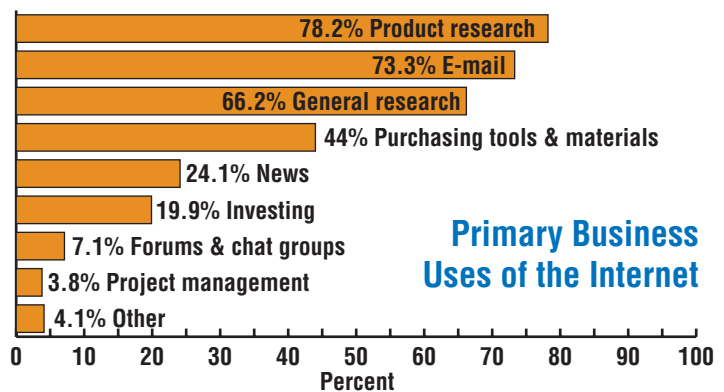 78.2% Product research
73.3% E-mail
66.2% General research
44% Purchasing tools & materials
24.1% News
19.9% Investing
7.1% Forums & chat groups
3.8% Project management
4.1% Other
Primary Business
Uses of the Internet
0 10 20 30 40 50 60 70 80 90 100
Percent